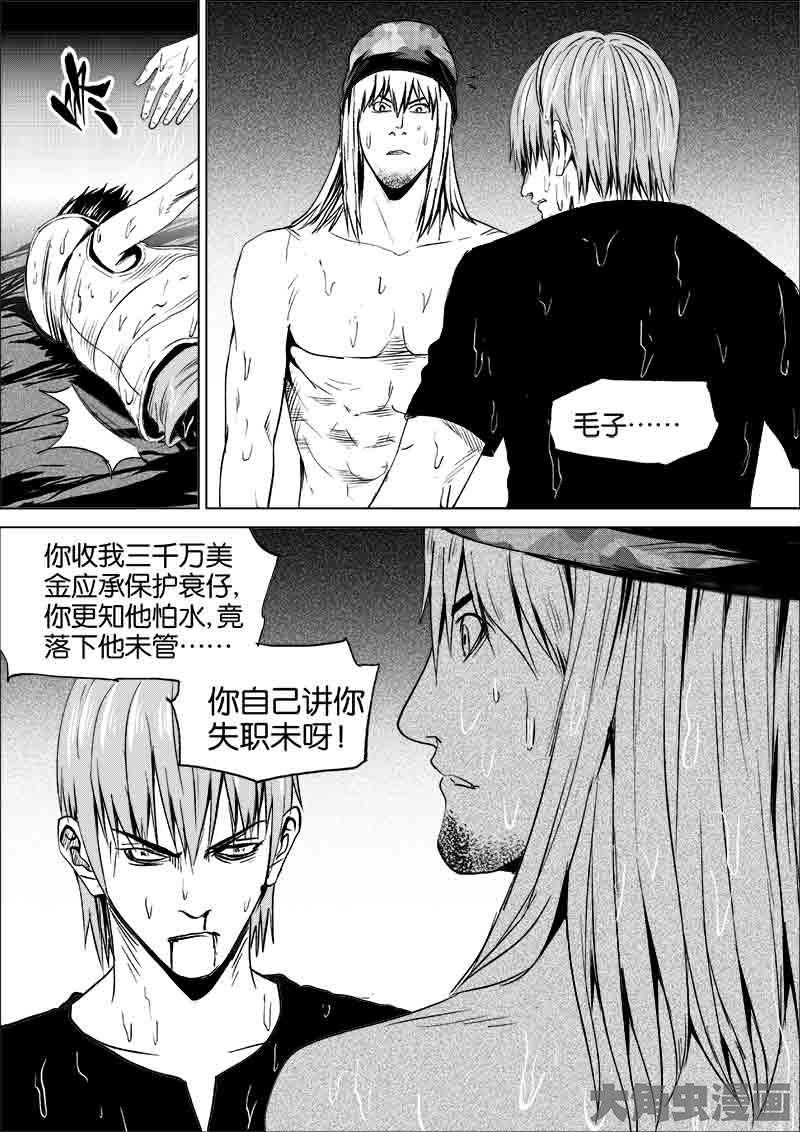 咚
毛子……
你收我三千万美
金应承保护衰仔，
你更知他怕水，竟
落下他未管……
你自己讲你
失职未呀！
大角虫漫画